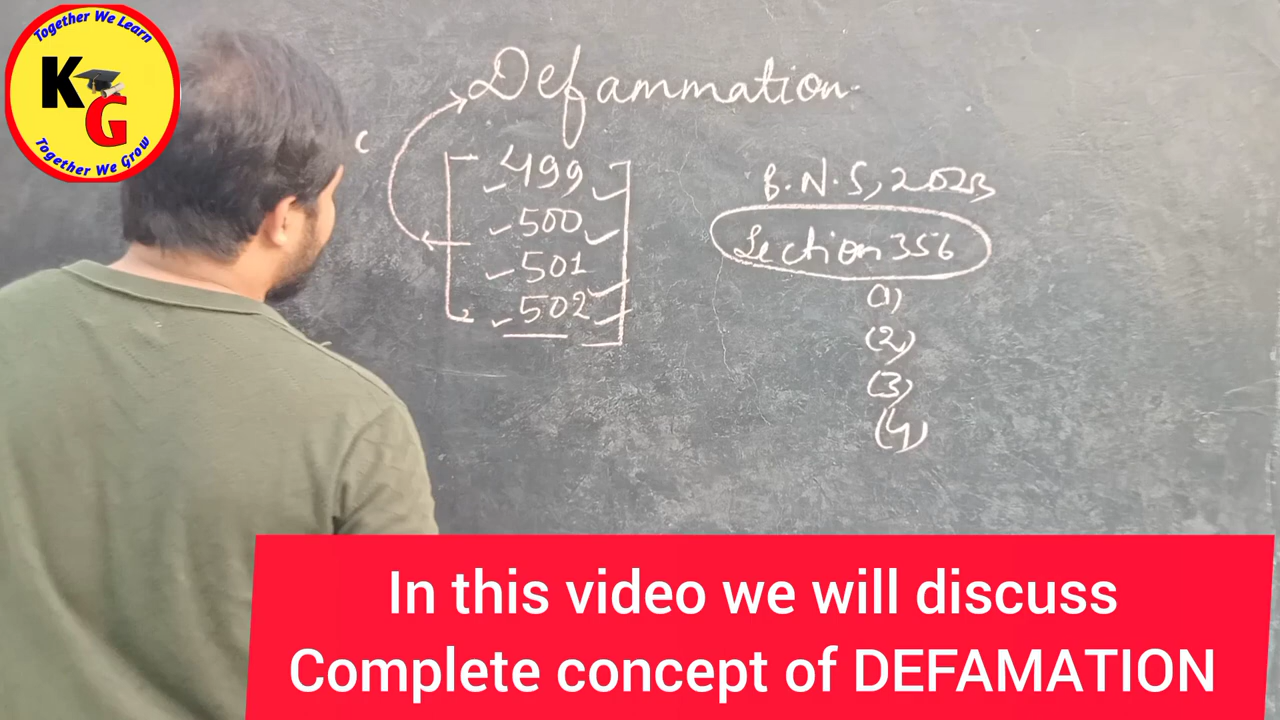 Together We Learn
KG
Together We Grow
Defammation
499
500
501
502
B.N.S, 2023
Section 356
(1)
(2)
(3)
(4)
In this video we will discuss
Complete concept of DEFAMATION